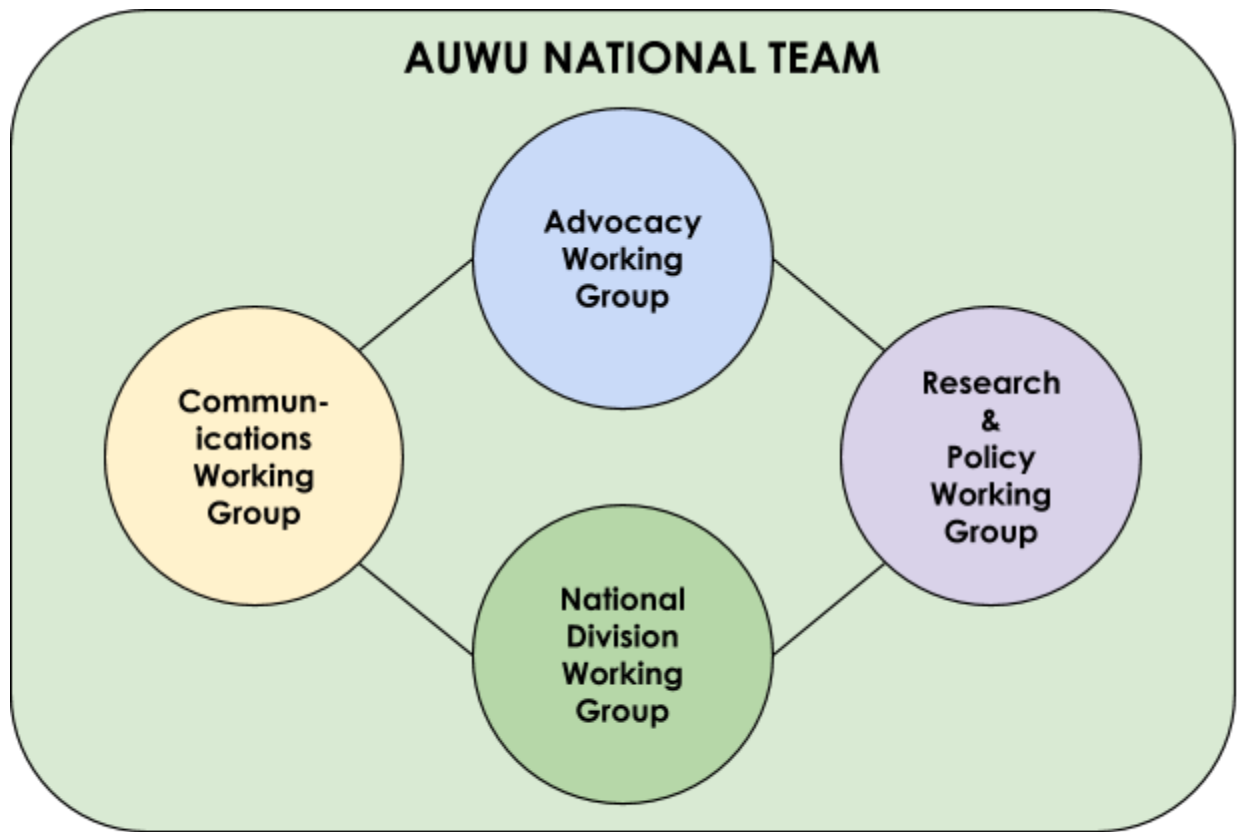 AUWU NATIONAL TEAM
Advocacy
Working
Group
Commun-
ications
Working
Group
Research
&
Policy
Working
Group
National
Division
Working
Group